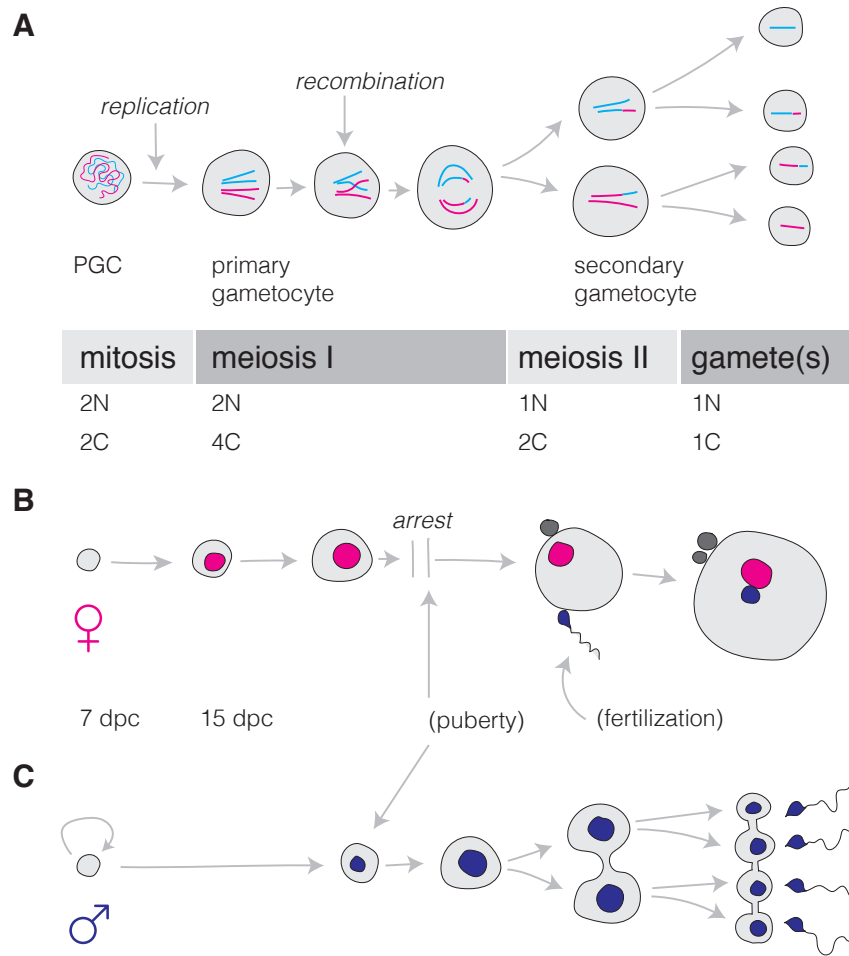 A
replication
recombination
PGC
primary
gametocyte
secondary
gametocyte
mitosis
meiosis I
meiosis II
gamete(s)
2N
2N
1N
1N
2C
4C
2C
1C
B
arrest
7 dpc
15 dpc
(puberty)
(fertilization)
C